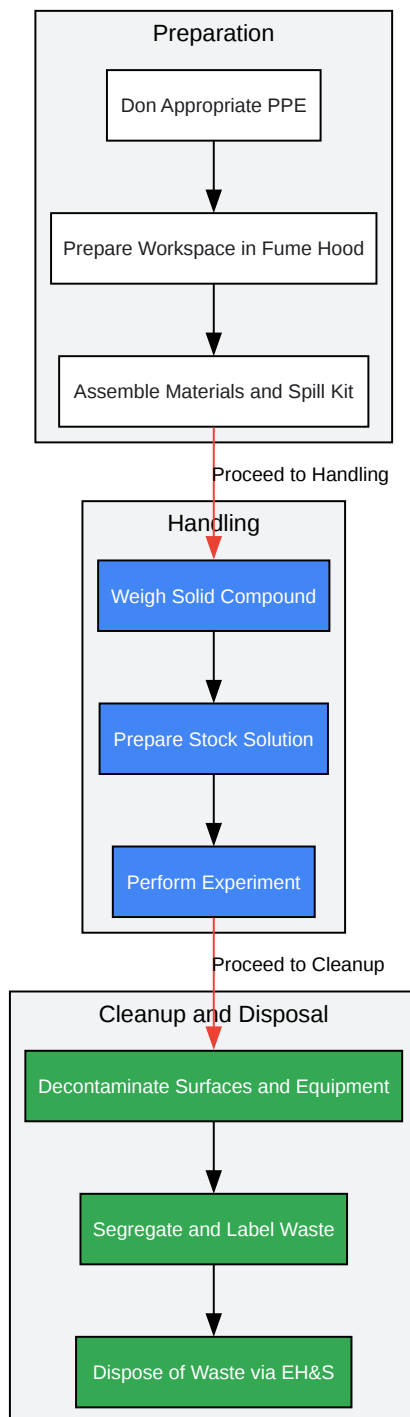 Preparation
Don Appropriate PPE
Prepare Workspace in Fume Hood
Assemble Materials and Spill Kit
Proceed to Handling
Handling
Weigh Solid Compound
Prepare Stock Solution
Perform Experiment
Proceed to Cleanup
Cleanup and Disposal
Decontaminate Surfaces and Equipment
Segregate and Label Waste
Dispose of Waste via EH&S